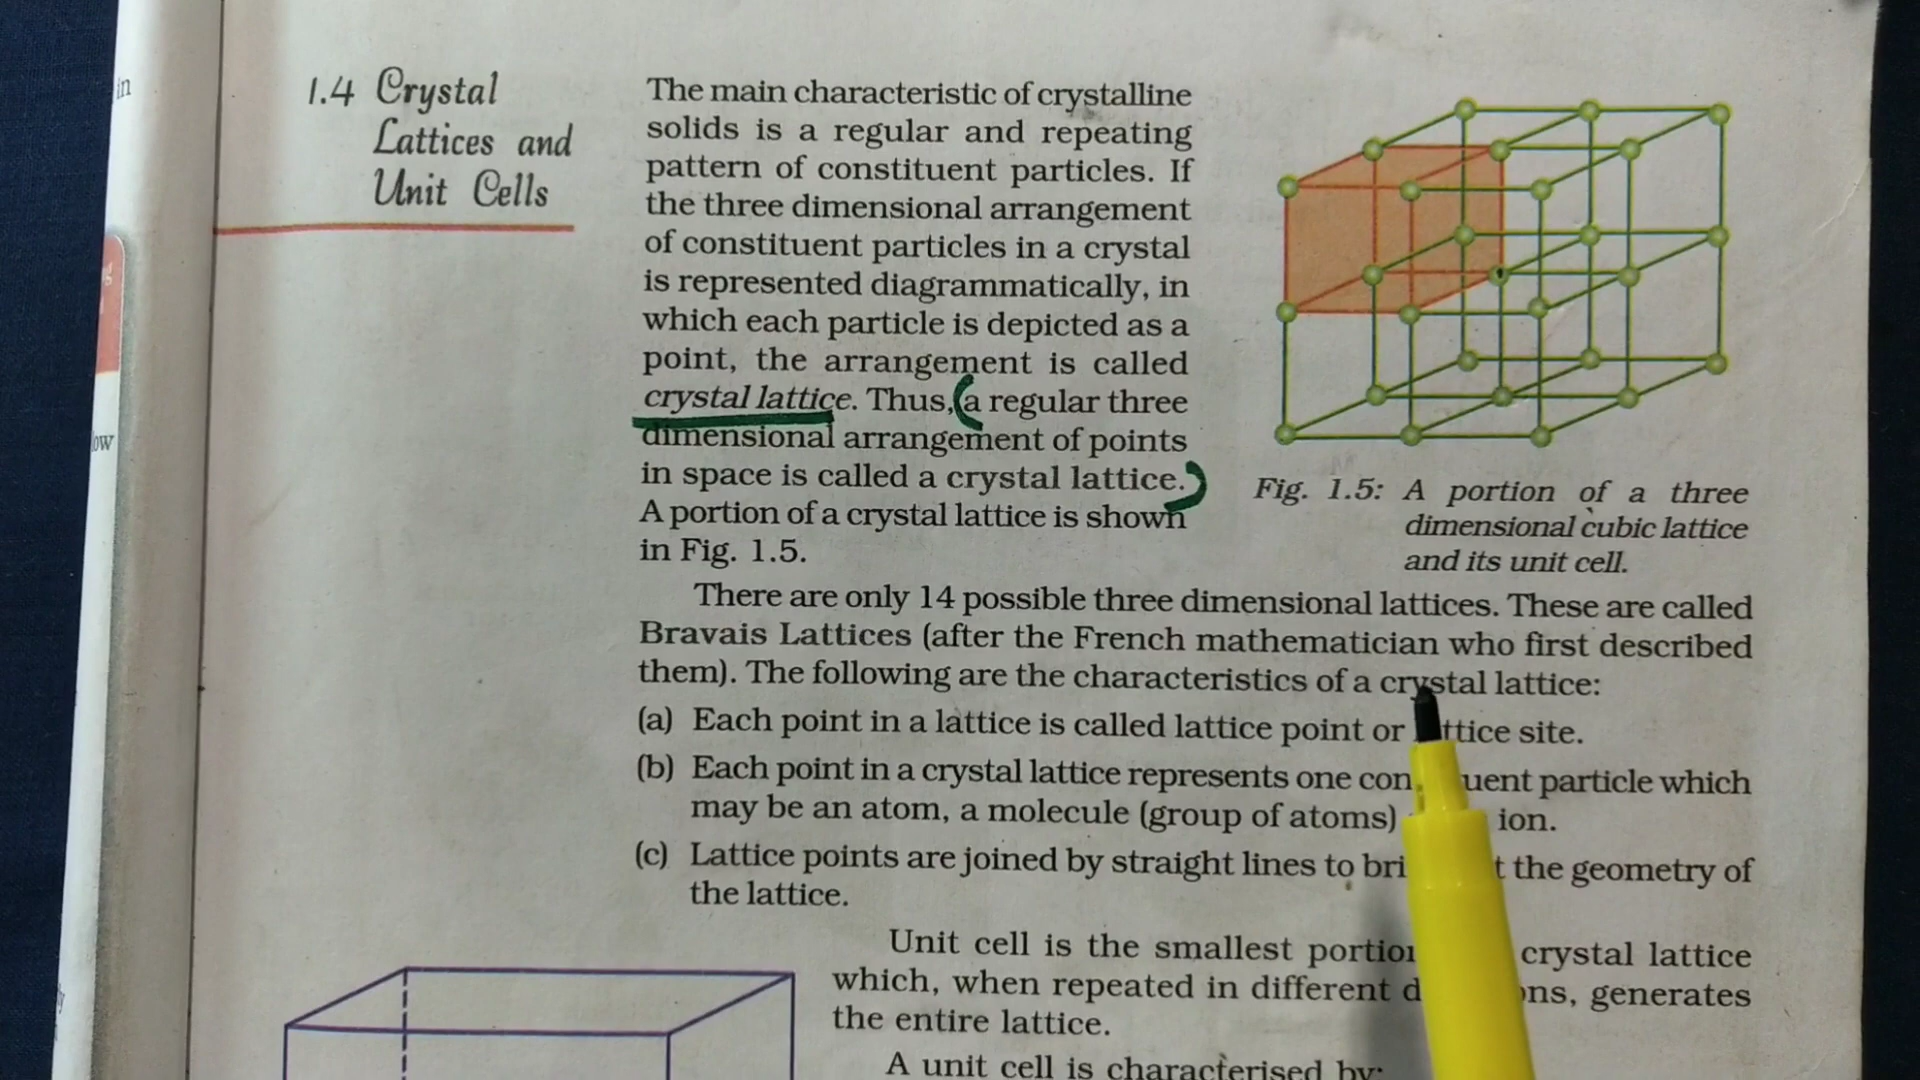 in
ow
1.4 Crystal
Lattices and
Unit Cells
The main characteristic of crystalline
solids is a regular and repeating
pattern of constituent particles. If
the three dimensional arrangement
of constituent particles in a crystal
is represented diagrammatically, in
which each particle is depicted as a
point, the arrangement is called
crystal lattice. Thus, (a regular three
dimensional arrangement of points
in space is called a crystal lattice.)
A portion of a crystal lattice is shown
in Fig. 1.5.
Fig. 1.5: A portion of a three
dimensional cubic lattice
and its unit cell.
There are only 14 possible three dimensional lattices. These are called
Bravais Lattices (after the French mathematician who first described
them). The following are the characteristics of a crystal lattice:
(a) Each point in a lattice is called lattice point or ttice site.
(b) Each point in a crystal lattice represents one con uent particle which
may be an atom, a molecule (group of atoms) ion.
(c) Lattice points are joined by straight lines to bri t the geometry of
the lattice.
Unit cell is the smallest portion crystal lattice
which, when repeated in different d ons, generates
the entire lattice.
A unit cell is characterised by: